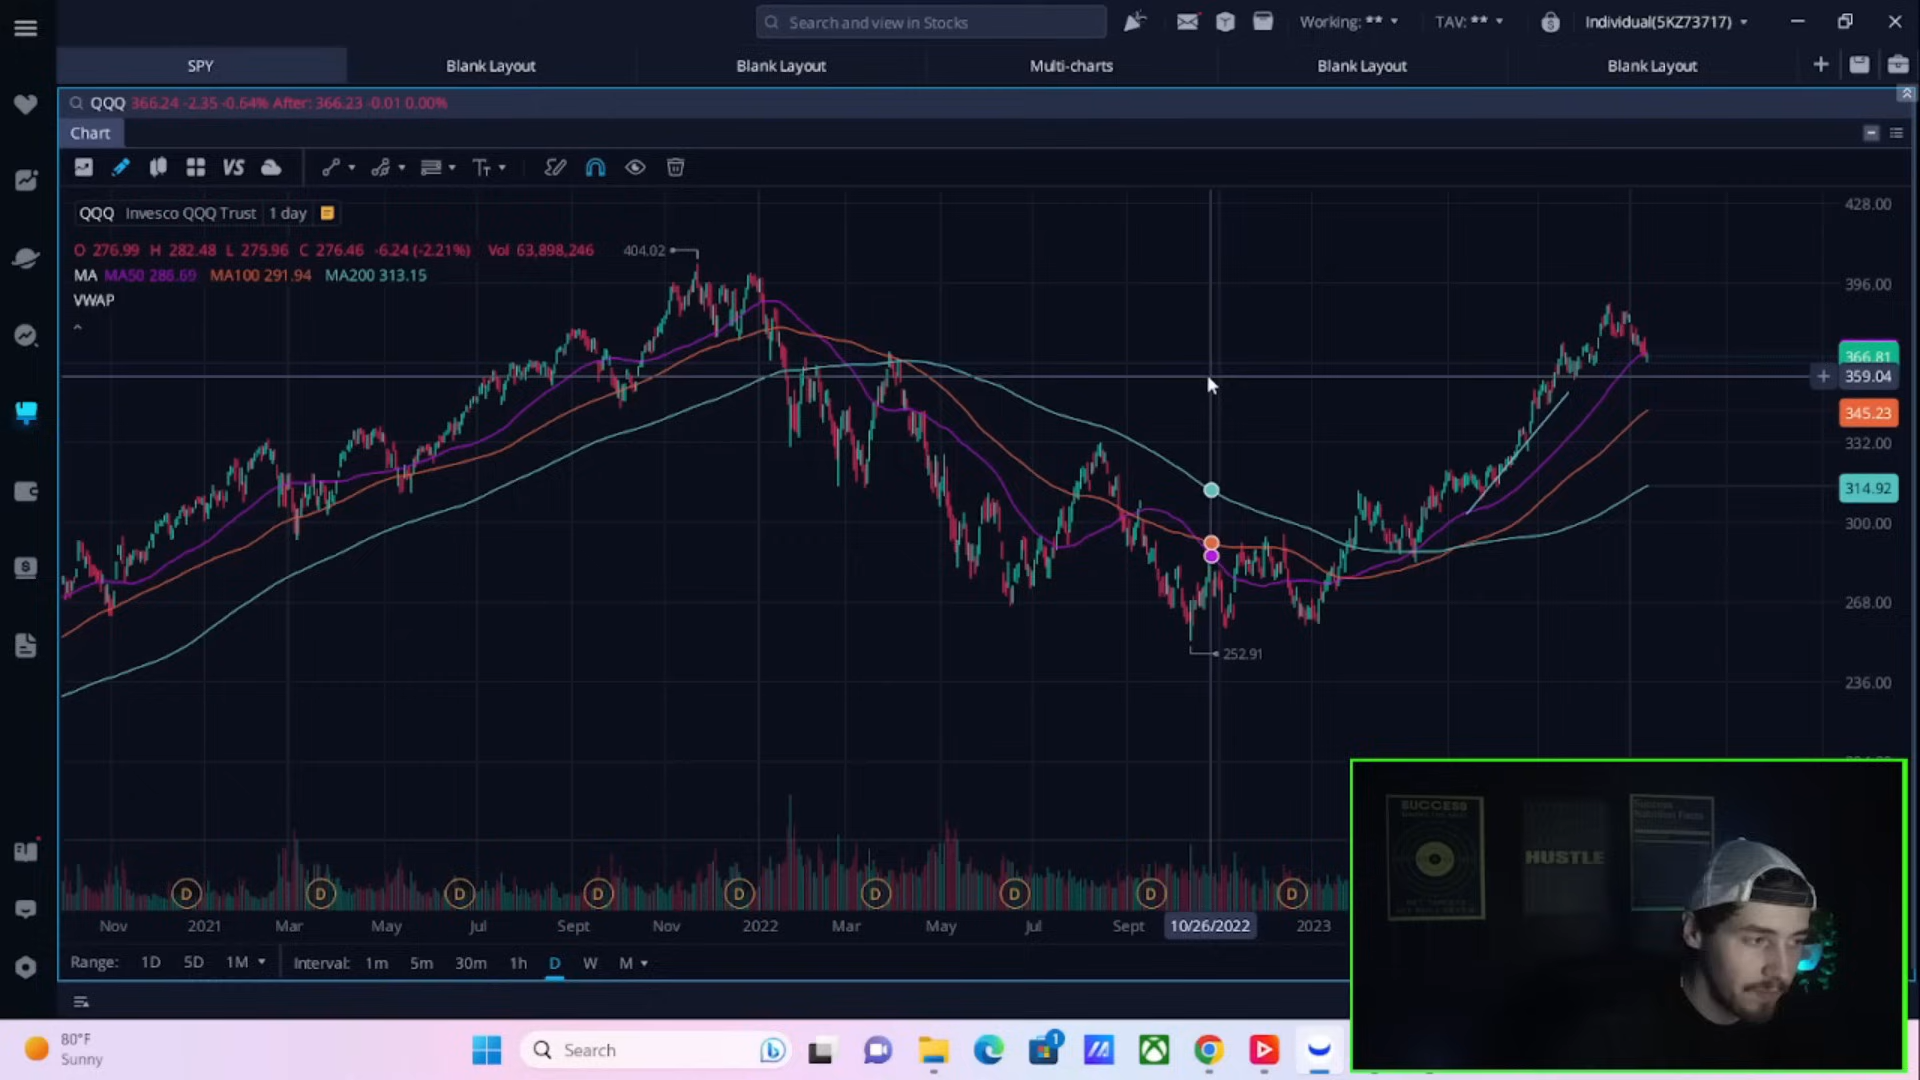 Search and view in Stocks
Working: **
TAV: **
Individual(5KZ73717)
SPY
Blank Layout
Blank Layout
Multi-charts
Blank Layout
Blank Layout
QQQ 366.24 -2.35 -0.64% After: 366.23 -0.01 0.00%
Chart
VS
QQQ Invesco QQQ Trust 1 day
O 276.99 H 282.48 L 275.96 C 276.46 -6.24 (-2.21%) Vol 63,898,246
MA MA50 286.69 MA100 291.94 MA200 313.15
VWAP
404.02
252.91
428.00
396.00
366.81
359.04
345.23
332.00
314.92
300.00
268.00
236.00
D D D D D D D D D
Nov 2021 Mar May Jul Sept Nov 2022 Mar May Jul Sept 10/26/2022 2023
Range: 1D 5D 1M Interval: 1m 5m 30m 1h D W M
SUCCESS
HUSTLE
80°F
Sunny
Search
1